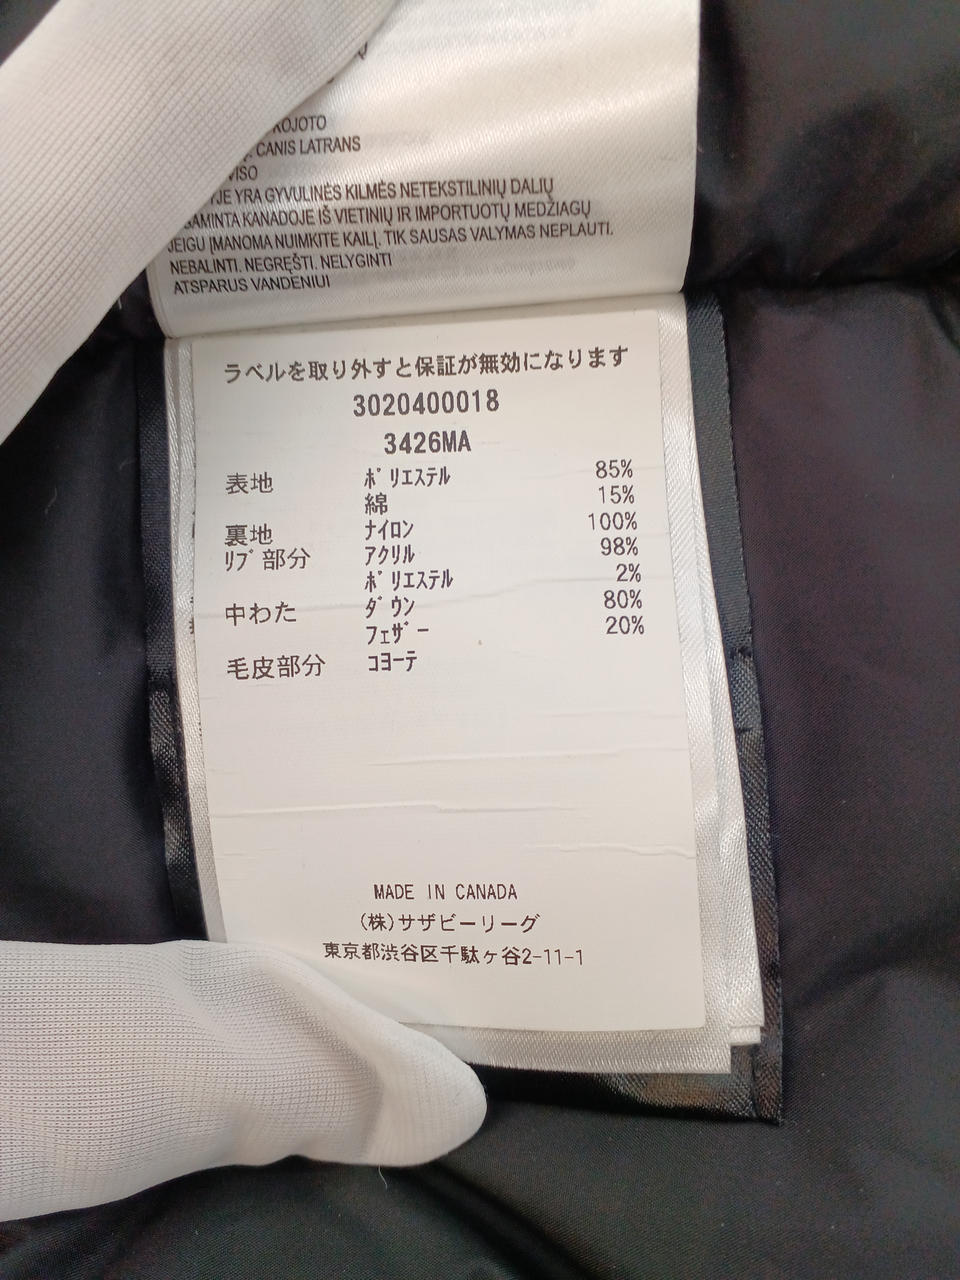 KOJOTO
CANIS LATRANS
VISO
YRA GYVULINĖS KILMĖS NETEKSTILINIŲ DALIŲ
GAMINTA KANADOJE IŠ VIETINIŲ IR IMPORTUOTŲ MEDŽIAGŲ
JEIGU ĮMANOMA NUIMKITE KAILĮ. TIK SAUSAS VALYMAS NEPLAUTI.
NEBALINTI. NEGRĘŠTI. NELYGINTI
ATSPARUS VANDENIUI
ラベルを取り外すと保証が無効になります
3020400018
3426MA
表地 ﾎﾟﾘｴｽﾃﾙ 85%
綿 15%
裏地 ﾅｲﾛﾝ 100%
ﾘﾌﾞ部分 ｱｸﾘﾙ 98%
ﾎﾟﾘｴｽﾃﾙ 2%
中わた ﾀﾞｳﾝ 80%
ﾌｪｻﾞｰ 20%
毛皮部分 ｺﾖｰﾃ
MADE IN CANADA
(株)サザビーリーグ
東京都渋谷区千駄ヶ谷2-11-1